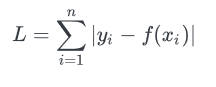 L = \sum_{i=1}^{n} |y_i - f(x_i)|